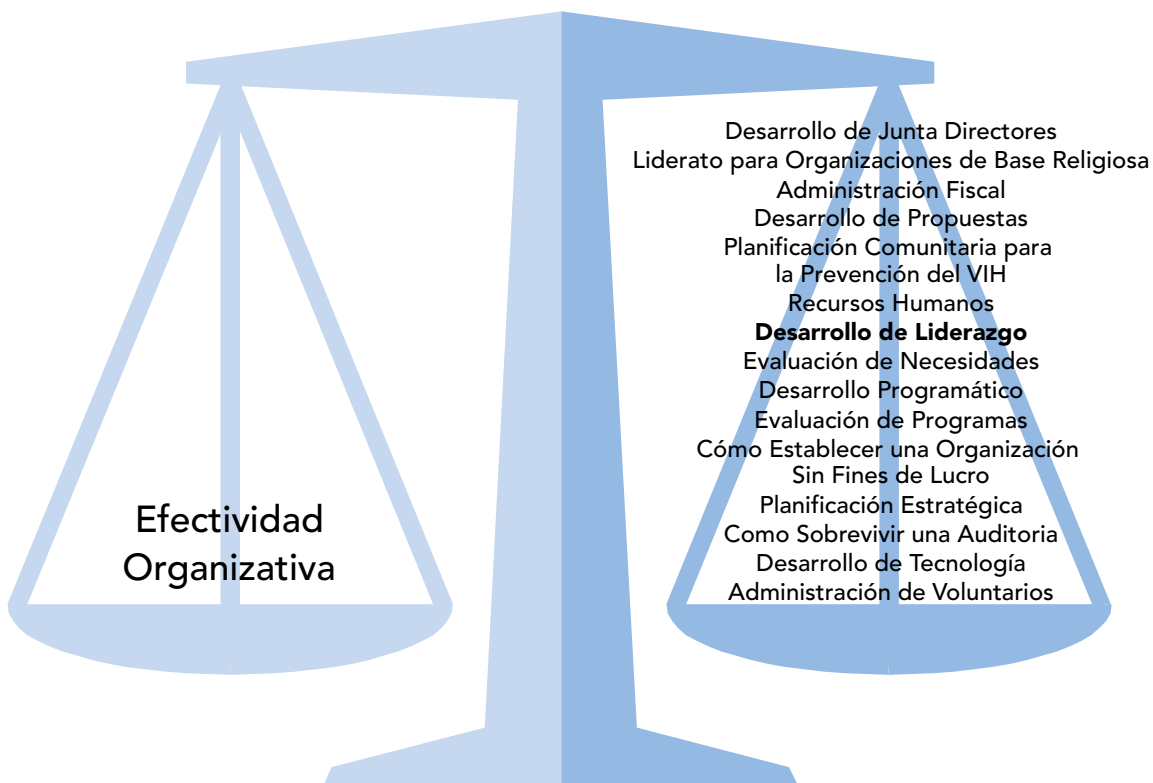 Desarrollo de Junta Directores
Liderato para Organizaciones de Base Religiosa
Administración Fiscal
Desarrollo de Propuestas
Planificación Comunitaria para
la Prevención del VIH
Recursos Humanos
Desarrollo de Liderazgo
Evaluación de Necesidades
Desarrollo Programático
Evaluación de Programas
Cómo Establecer una Organización
Sin Fines de Lucro
Planificación Estratégica
Como Sobrevivir una Auditoria
Desarrollo de Tecnología
Administración de Voluntarios
Efectividad
Organizativa